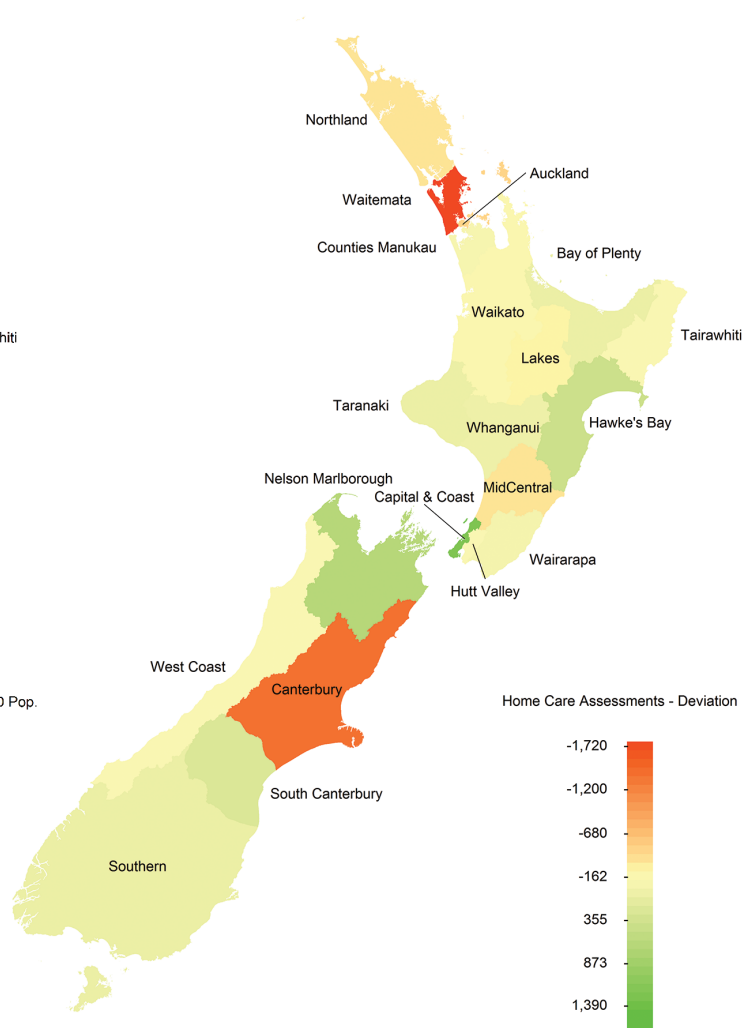 Northland
Auckland
Waitemata
Counties Manukau
Bay of Plenty
Waikato
hiti
Tairawhiti
Lakes
Taranaki
Hawke's Bay
Whanganui
Nelson Marlborough
MidCentral
Capital & Coast
Wairarapa
Hutt Valley
West Coast
Canterbury
0 Pop.
Home Care Assessments - Deviation
-1,720
-1,200
South Canterbury
-680
Southern
-162
355
873
1,390